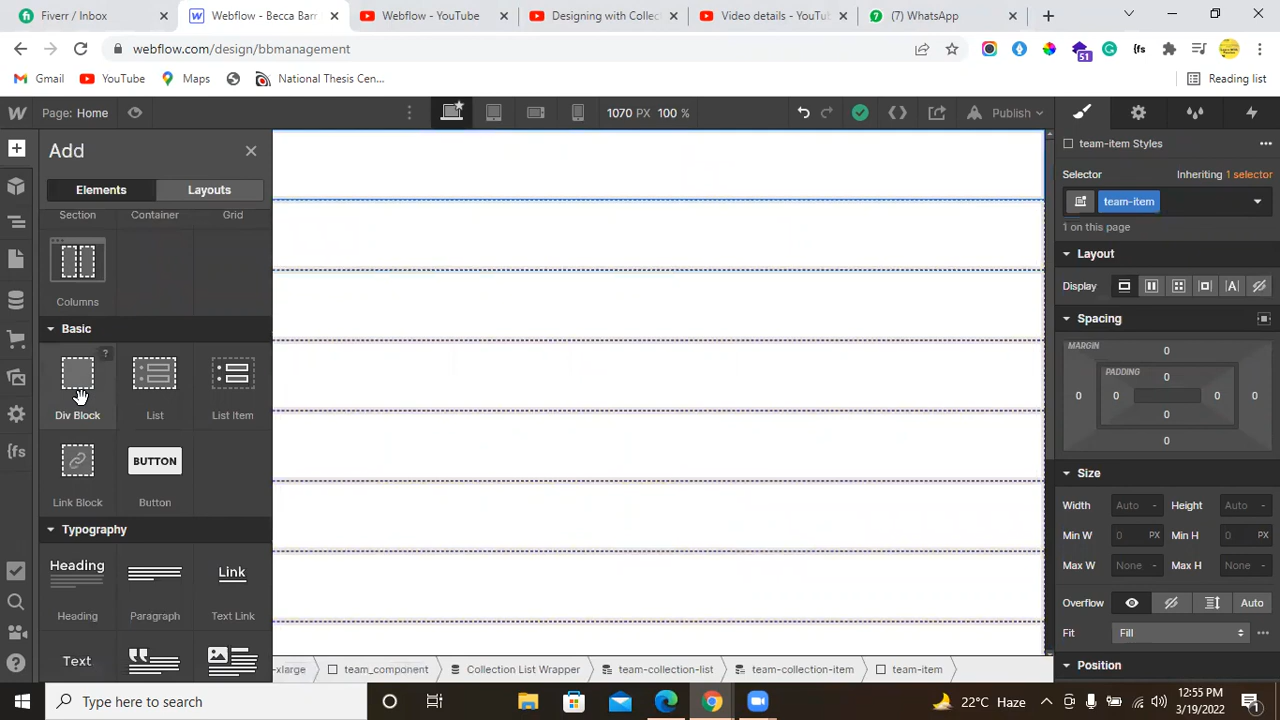 Fiverr / Inbox
Webflow - Becca Barr
Webflow - YouTube
Designing with Collec
Video details - YouTu
(7) WhatsApp
webflow.com/design/bbmanagement
51
Gmail
YouTube
Maps
National Thesis Cen...
Reading list
Page: Home
1070 PX 100 %
Publish
Add
Elements
Layouts
Section
Container
Grid
Columns
Basic
?
Div Block
List
List Item
BUTTON
Link Block
Button
Typography
Heading
Link
Heading
Paragraph
Text Link
Text
team-item Styles
Selector
Inheriting 1 selector
team-item
1 on this page
Layout
Display
Spacing
MARGIN
0
PADDING
0
0
0
0
0
0
0
Size
Width
Auto -
Height
Auto -
Min W
0 PX
Min H
0 PX
Max W
None -
Max H
None -
Overflow
Auto
Fit
Fill
Position
-xlarge
team_component
Collection List Wrapper
team-collection-list
team-collection-item
team-item
Type here to search
22°C Haze
12:55 PM
3/19/2022
1